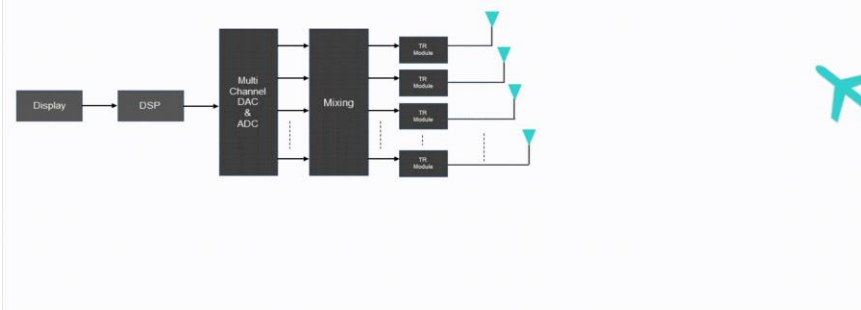 Display
DSP
Multi
Channel
DAC
&
ADC
Mixing
TR
Module
TR
Module
TR
Module
TR
Module